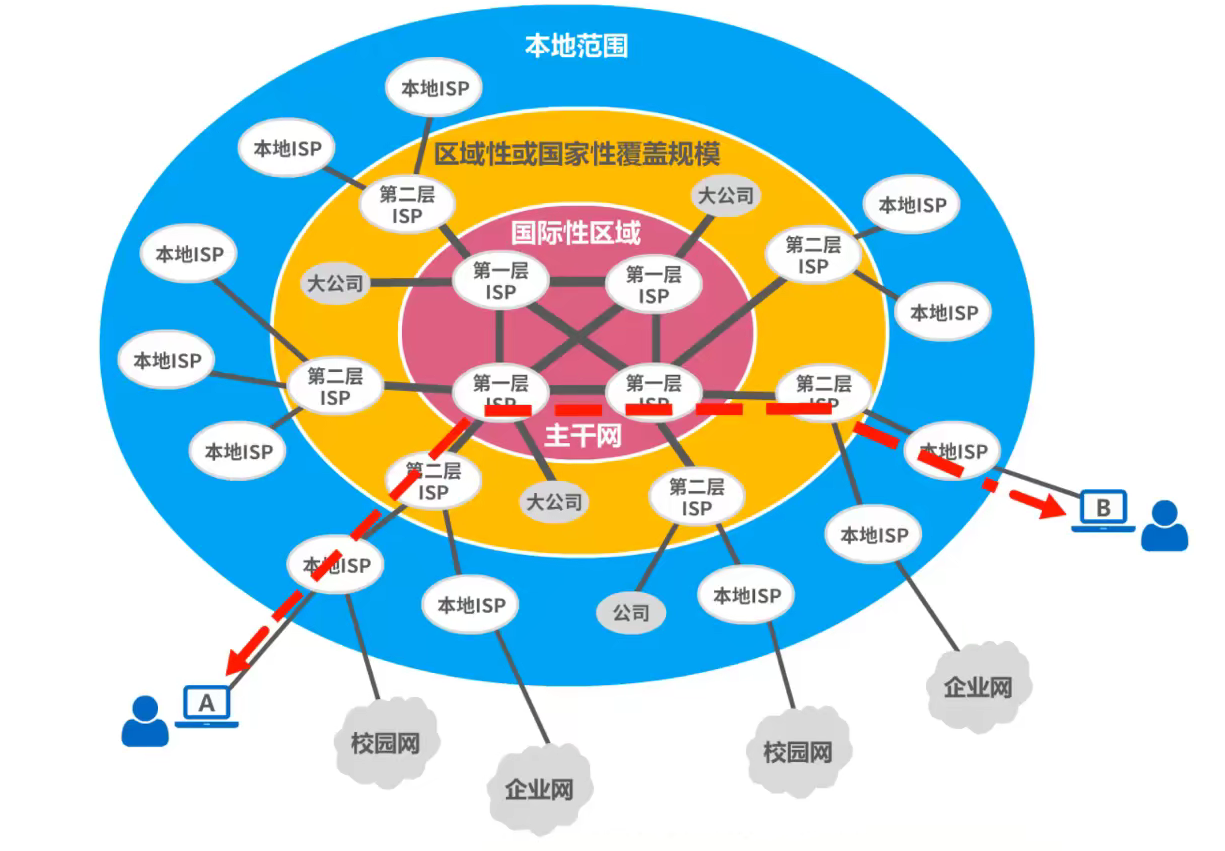 本地范围
本地ISP
本地ISP
区域性或国家性覆盖规模
第二层
ISP
大公司
本地ISP
国际性区域
第二层
ISP
本地ISP
第一层
ISP
第一层
ISP
大公司
本地ISP
本地ISP
第二层
ISP
第一层
ISP
第一层
ISP
第二层
ISP
主干网
本地ISP
本地ISP
第二层
ISP
大公司
第二层
ISP
B
本地ISP
本地ISP
本地ISP
公司
本地ISP
A
企业网
校园网
校园网
企业网